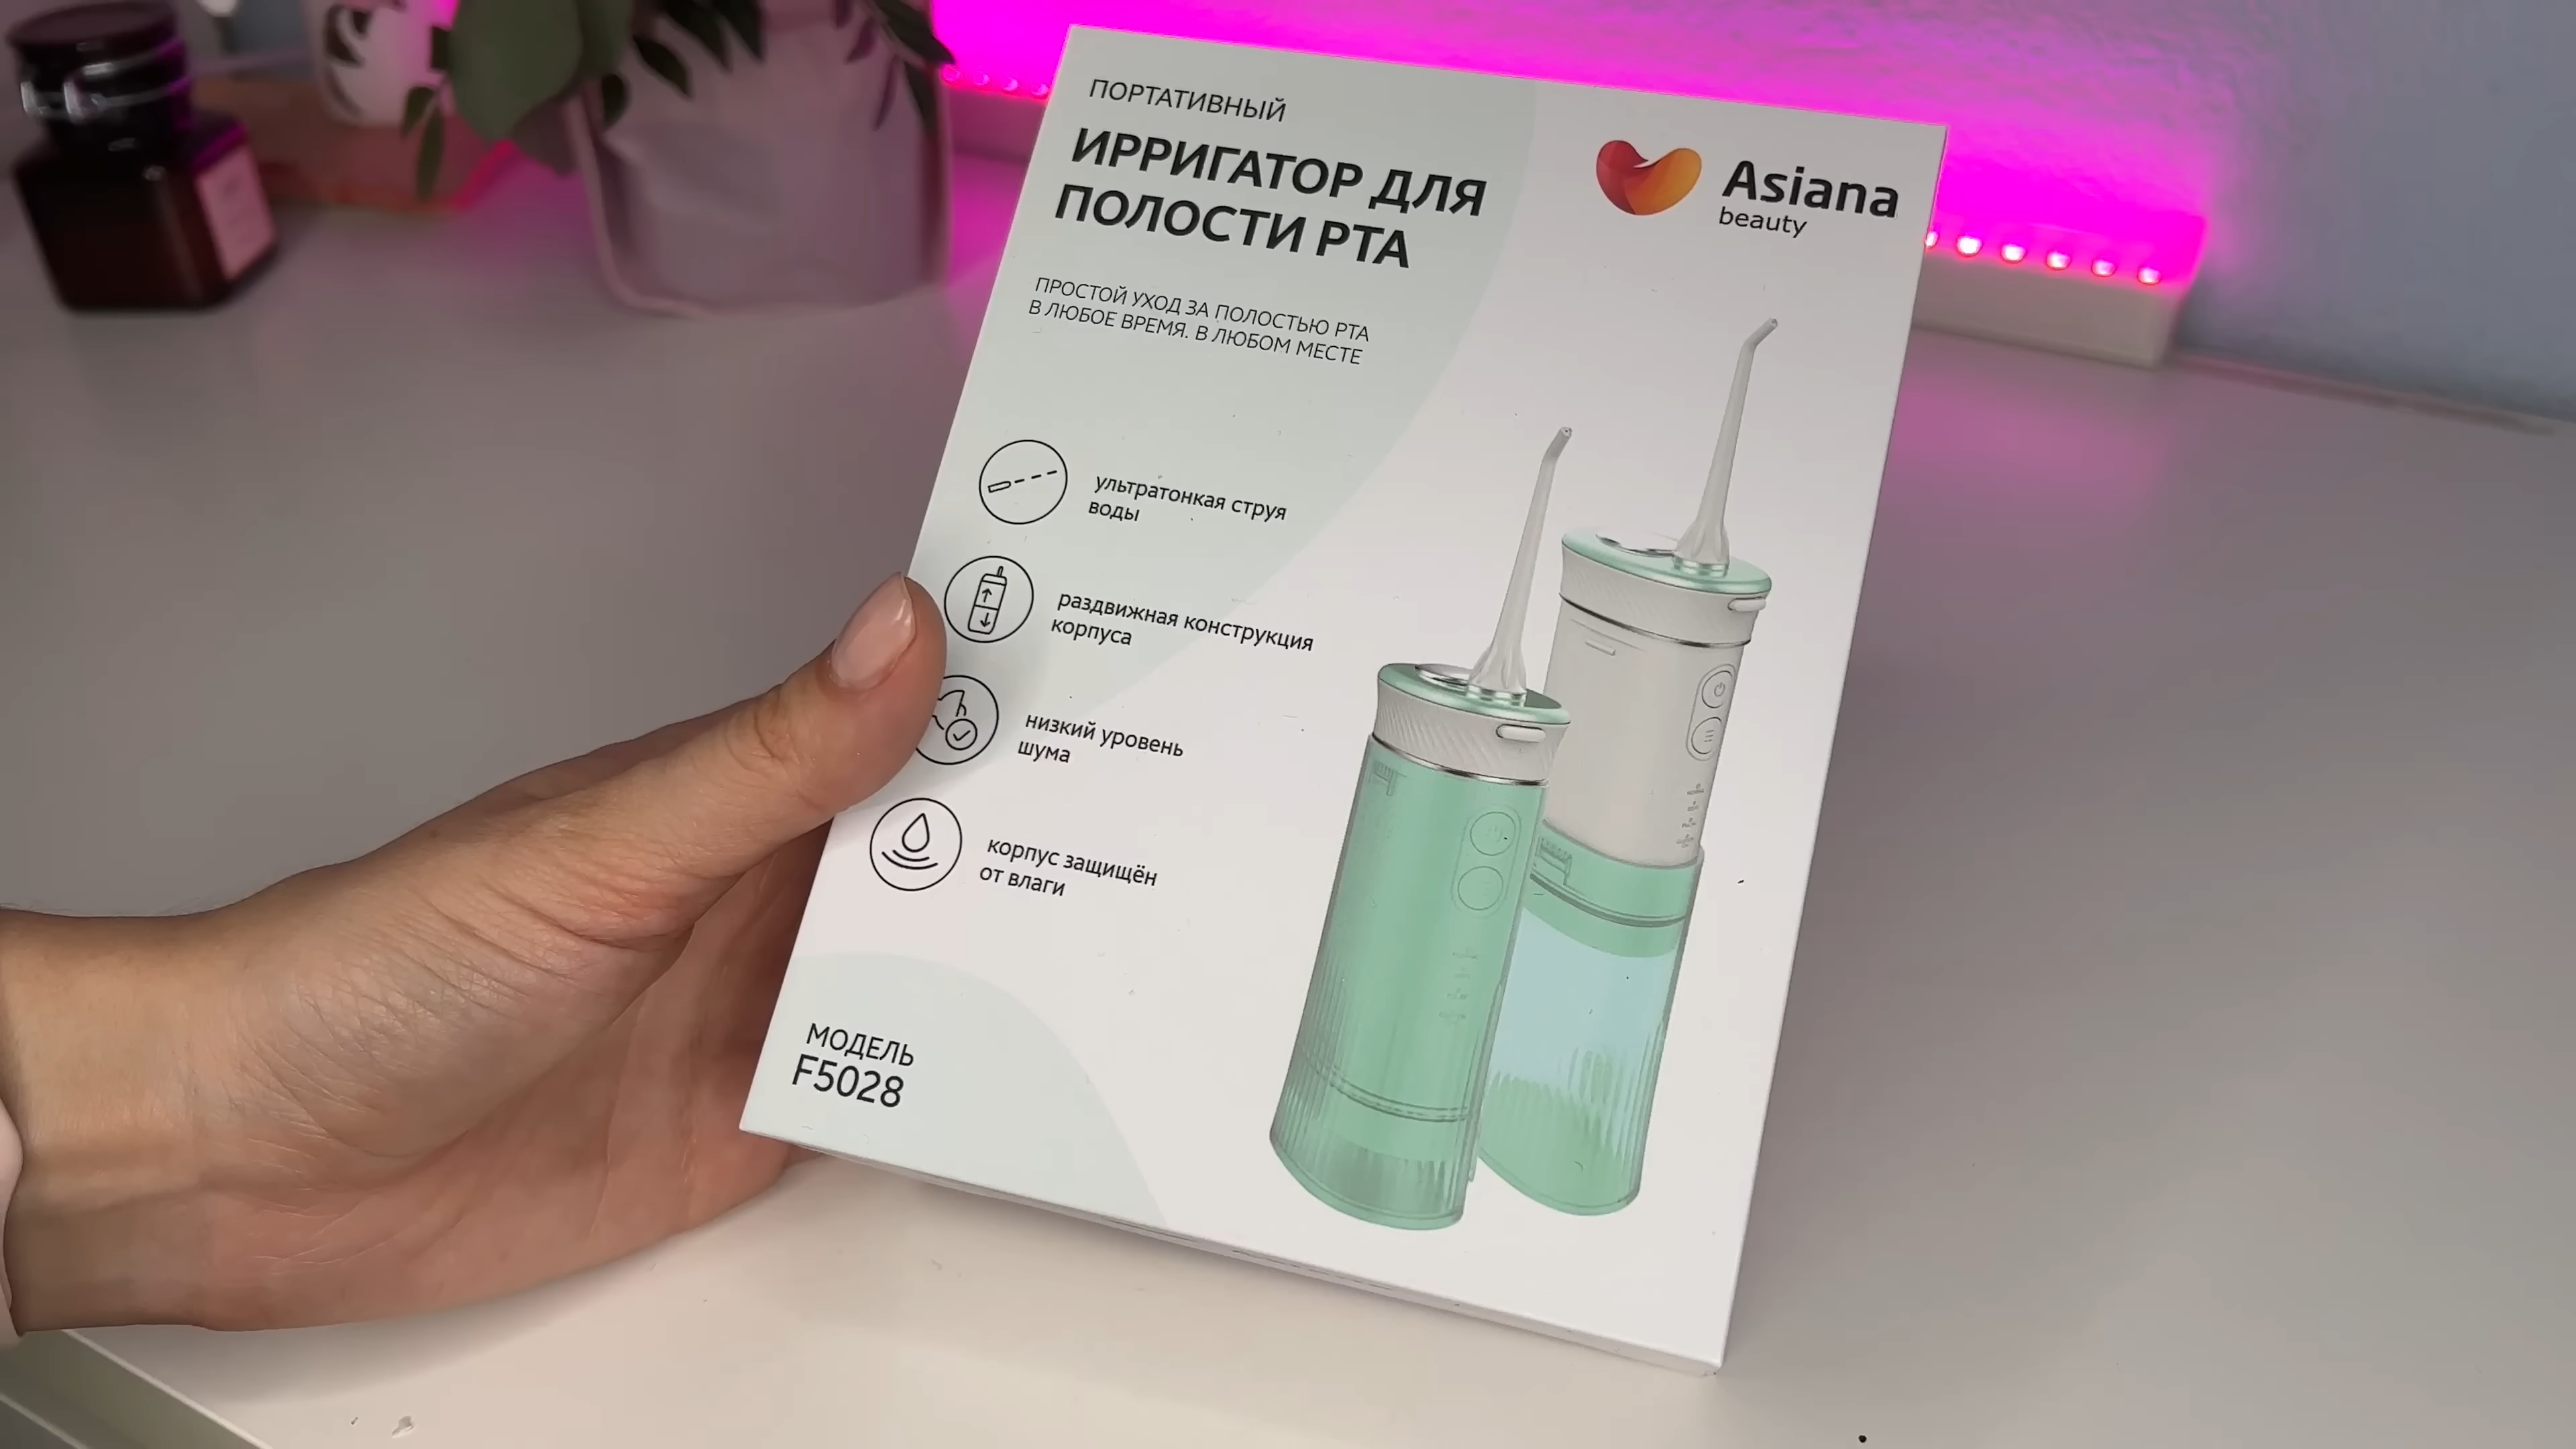 ПОРТАТИВНЫЙ
ИРРИГАТОР ДЛЯ
ПОЛОСТИ РТА
Asiana
beauty
ПРОСТОЙ УХОД ЗА ПОЛОСТЬЮ РТА
В ЛЮБОЕ ВРЕМЯ. В ЛЮБОМ МЕСТЕ
ультратонкая струя
воды
раздвижная конструкция
корпуса
низкий уровень
шума
корпус защищён
от влаги
МОДЕЛЬ
F5028